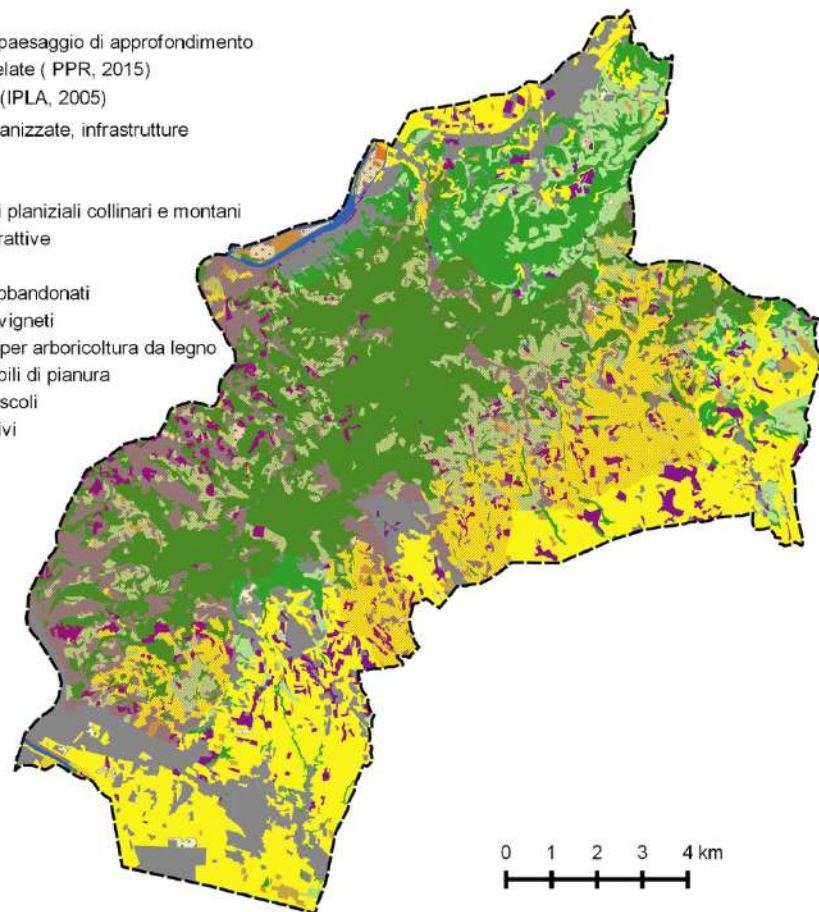 paesaggio di approfondimento
elate ( PPR, 2015)
(IPLA, 2005)
anizzate, infrastrutture
i planiziali collinari e montani
rattive
bbandonati
vigneti
per arboricoltura da legno
bili di pianura
scoli
ivi
0 1 2 3 4 km